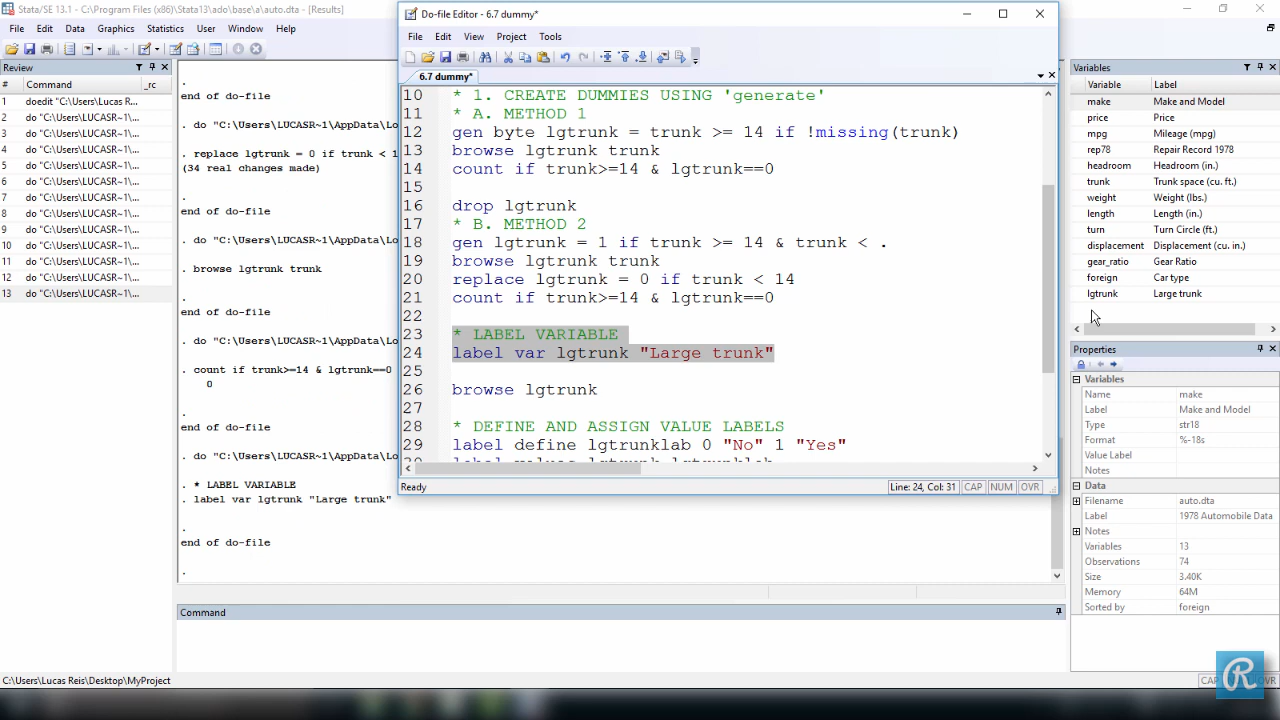 Stata/SE 13.1 - C:\Program Files (x86)\Stata13\ado\base\a\auto.dta - [Results]
File Edit Data Graphics Statistics User Window Help
Review
# Command _rc
1 doedit "C:\Users\Lucas R...
2 do "C:\Users\LUCASR~1\...
3 do "C:\Users\LUCASR~1\...
4 do "C:\Users\LUCASR~1\...
5 do "C:\Users\LUCASR~1\...
6 do "C:\Users\LUCASR~1\...
7 do "C:\Users\LUCASR~1\...
8 do "C:\Users\LUCASR~1\...
9 do "C:\Users\LUCASR~1\...
10 do "C:\Users\LUCASR~1\...
11 do "C:\Users\LUCASR~1\...
12 do "C:\Users\LUCASR~1\...
13 do "C:\Users\LUCASR~1\...
.
end of do-file
. do "C:\Users\LUCASR~1\AppData\Lo
. replace lgtrunk = 0 if trunk < 1
(34 real changes made)
.
end of do-file
. do "C:\Users\LUCASR~1\AppData\Lo
. browse lgtrunk trunk
.
end of do-file
. do "C:\Users\LUCASR~1\AppData\Lo
. count if trunk>=14 & lgtrunk==0
0
.
end of do-file
. do "C:\Users\LUCASR~1\AppData\Lo
. * LABEL VARIABLE
. label var lgtrunk "Large trunk"
.
end of do-file
.
Command
C:\Users\Lucas Reis\Desktop\MyProject
Do-file Editor - 6.7 dummy*
File Edit View Project Tools
6.7 dummy*
10 * 1. CREATE DUMMIES USING 'generate'
11 * A. METHOD 1
12 gen byte lgtrunk = trunk >= 14 if !missing(trunk)
13 browse lgtrunk trunk
14 count if trunk>=14 & lgtrunk==0
15
16 drop lgtrunk
17 * B. METHOD 2
18 gen lgtrunk = 1 if trunk >= 14 & trunk < .
19 browse lgtrunk trunk
20 replace lgtrunk = 0 if trunk < 14
21 count if trunk>=14 & lgtrunk==0
22
23 * LABEL VARIABLE
24 label var lgtrunk "Large trunk"
25
26 browse lgtrunk
27
28 * DEFINE AND ASSIGN VALUE LABELS
29 label define lgtrunklab 0 "No" 1 "Yes"
Ready Line: 24, Col: 31 CAP NUM OVR
Variables
Variable Label
make Make and Model
price Price
mpg Mileage (mpg)
rep78 Repair Record 1978
headroom Headroom (in.)
trunk Trunk space (cu. ft.)
weight Weight (lbs.)
length Length (in.)
turn Turn Circle (ft.)
displacement Displacement (cu. in.)
gear_ratio Gear Ratio
foreign Car type
lgtrunk Large trunk
Properties
Variables
Name make
Label Make and Model
Type str18
Format %-18s
Value Label
Notes
Data
Filename auto.dta
Label 1978 Automobile Data
Notes
Variables 13
Observations 74
Size 3.40K
Memory 64M
Sorted by foreign
R
OVR